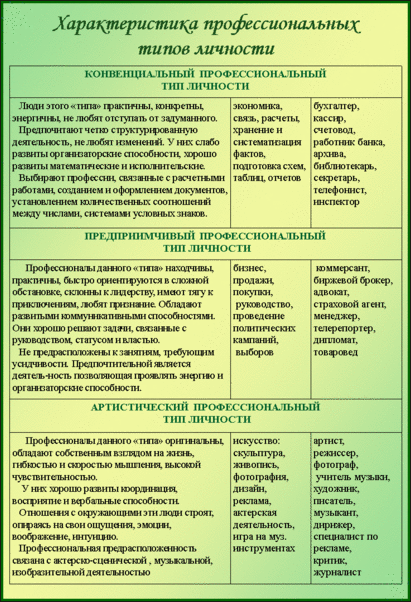 Характеристика профессиональных
типов личности
КОНВЕНЦИАЛЬНЫЙ ПРОФЕССИОНАЛЬНЫЙ
ТИП ЛИЧНОСТИ
Люди этого «типа» практичны, конкретны,
энергичны, не любят отступать от задуманного.
Предпочитают четко структурированную
деятельность, не любят изменений. У них слабо
развиты организаторские способности, хорошо
развиты математические и исполнительские.
Выбирают профессии, связанные с расчетными
работами, созданием и оформлением документов,
установлением количественных соотношений
между числами, системами условных знаков.
экономика,
связь, расчеты,
хранение и
систематизация
фактов,
подготовка схем,
таблиц, отчетов
бухгалтер,
кассир,
счетовод,
работник банка,
архива,
библиотекарь,
секретарь,
телефонист,
инспектор
ПРЕДПРИИМЧИВЫЙ ПРОФЕССИОНАЛЬНЫЙ
ТИП ЛИЧНОСТИ
Профессионалы данного «типа» находчивы,
практичны, быстро ориентируются в сложной
обстановке, склонны к лидерству, имеют тягу к
приключениям, любят признание. Обладают
развитыми коммуникативными способностями.
Они хорошо решают задачи, связанные с
руководством, статусом и властью.
Не предрасположены к занятиям, требующим
усидчивости. Предпочтительной является
деятель-ность позволяющая проявлять энергию и
организаторские способности.
бизнес,
продажи,
покупки,
руководство,
проведение
политических
кампаний,
выборов
коммерсант,
биржевой брокер,
адвокат,
страховой агент,
менеджер,
телерепортер,
дипломат,
товаровед
АРТИСТИЧЕСКИЙ ПРОФЕССИОНАЛЬНЫЙ
ТИП ЛИЧНОСТИ
Профессионалы данного «типа» оригинальны,
обладают собственным взглядом на жизнь,
гибкостью и скоростью мышления, высокой
чувствительностью.
У них хорошо развиты координация,
восприятие и вербальные способности.
Отношения с окружающими эти люди строят,
опираясь на свои ощущения, эмоции,
воображение, интуицию.
Профессиональная предрасположенность
связана с актерско-сценической , музыкальной,
изобразительной деятельностью
искусство:
скульптура,
живопись,
фотография,
дизайн,
реклама,
актерская
деятельность,
игра на муз.
инструментах
артист,
режиссер,
фотограф,
учитель музыки,
художник,
писатель,
музыкант,
дирижер,
специалист по
рекламе,
критик,
журналист